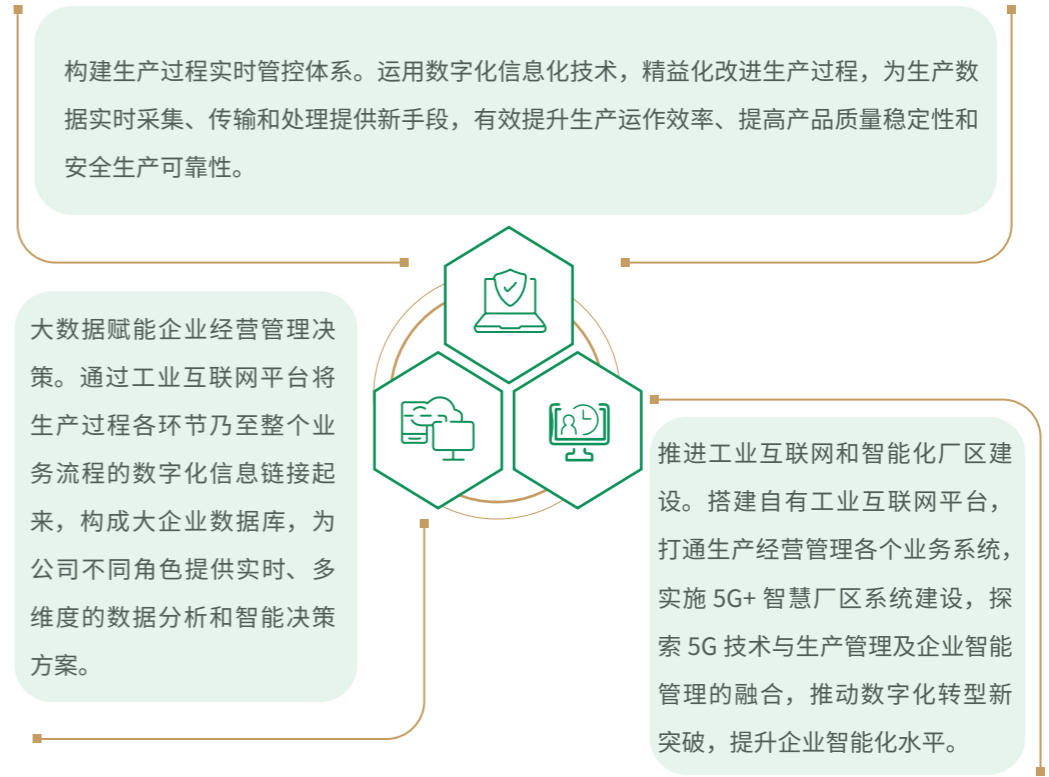 构建生产过程实时管控体系。运用数字化信息化技术，精益化改进生产过程，为生产数
据实时采集、传输和处理提供新手段，有效提升生产运作效率、提高产品质量稳定性和
安全生产可靠性。
大数据赋能企业经营管理决
策。通过工业互联网平台将
生产过程各环节乃至整个业
务流程的数字化信息链接起
来，构成大企业数据库，为
公司不同角色提供实时、多
维度的数据分析和智能决策
方案。
推进工业互联网和智能化厂区建
设。搭建自有工业互联网平台，
打通生产经营管理各个业务系统，
实施 5G+ 智慧厂区系统建设，探
索 5G 技术与生产管理及企业智能
管理的融合，推动数字化转型新
突破，提升企业智能化水平。